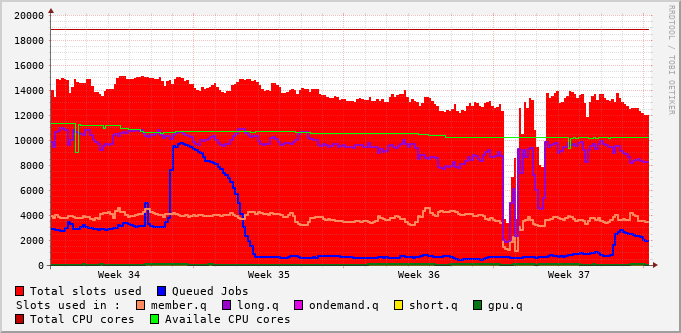 20000
18000
16000
14000
12000
10000
8000
6000
4000
2000
0
Week 34 Week 35 Week 36 Week 37
Total slots used Queued Jobs
Slots used in : member.q long.q ondemand.q short.q gpu.q
Total CPU cores Availale CPU cores
RRDTOOL / TOBI OETIKER